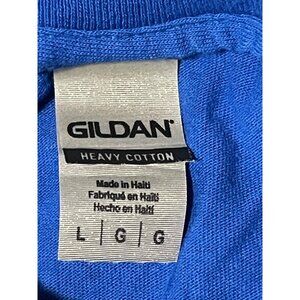 GILDAN
HEAVY COTTON
Made in Haiti
Fabriqué en Haïti
Hecho en Haití
L | G | G